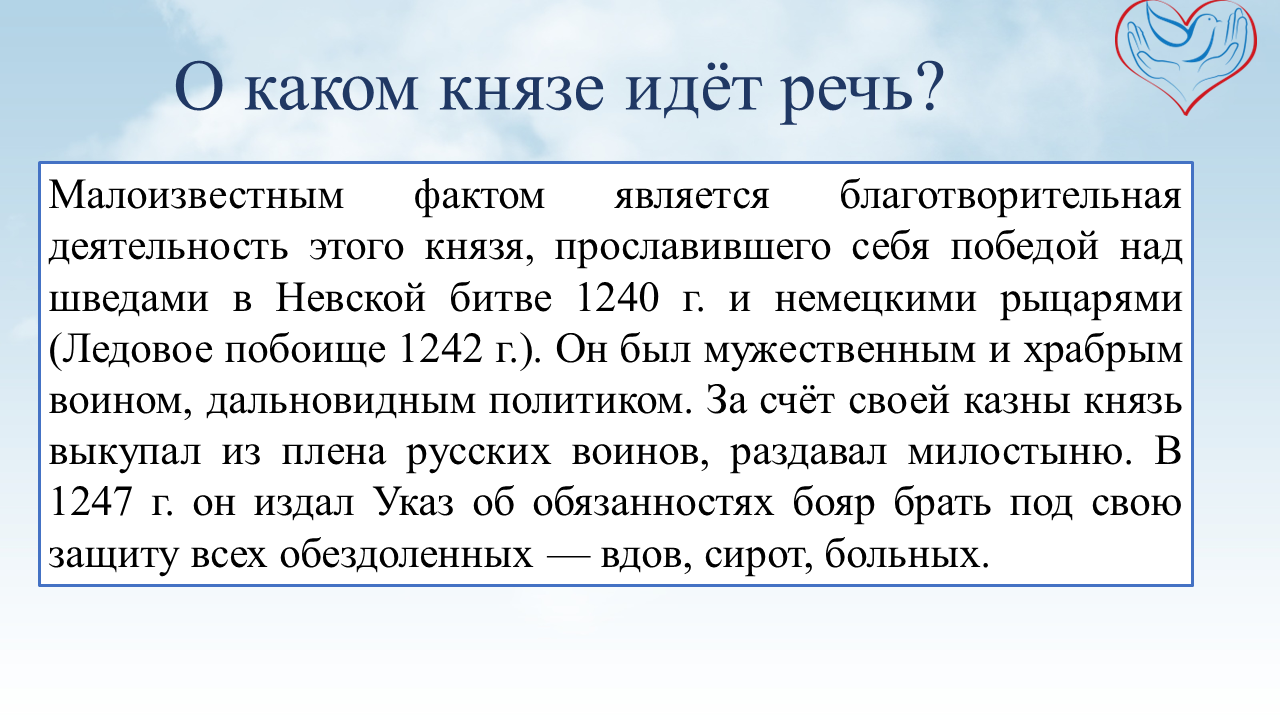 О каком князе идёт речь?
Малоизвестным фактом является благотворительная
деятельность этого князя, прославившего себя победой над
шведами в Невской битве 1240 г. и немецкими рыцарями
(Ледовое побоище 1242 г.). Он был мужественным и храбрым
воином, дальновидным политиком. За счёт своей казны князь
выкупал из плена русских воинов, раздавал милостыню. В
1247 г. он издал Указ об обязанностях бояр брать под свою
защиту всех обездоленных — вдов, сирот, больных.